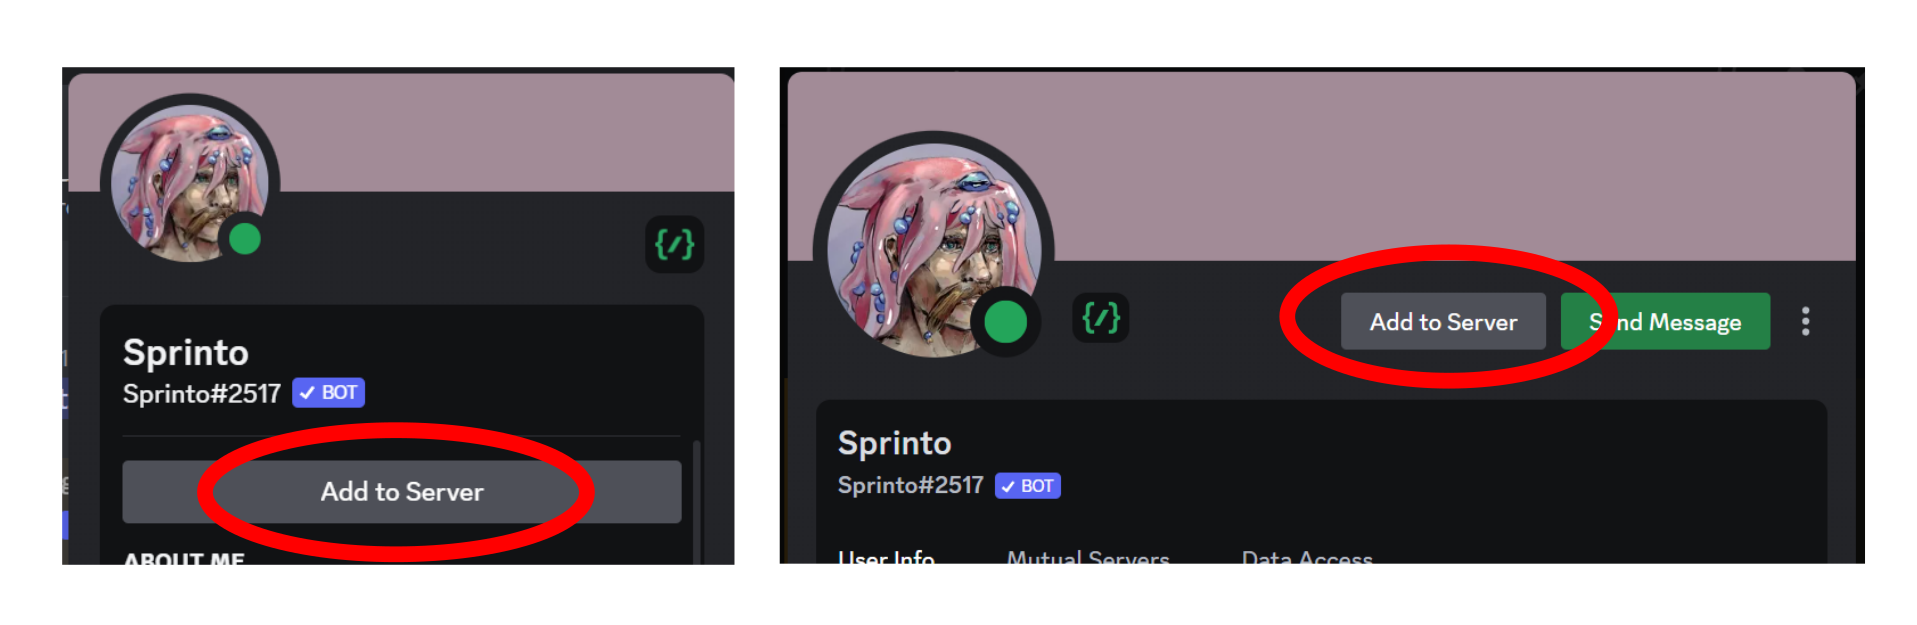 {/}
Sprinto
Sprinto#2517 ✓ BOT
Add to Server
ABOUT ME
{/}
Add to Server
Send Message
Sprinto
Sprinto#2517 ✓ BOT
User Info Mutual Servers Data Access